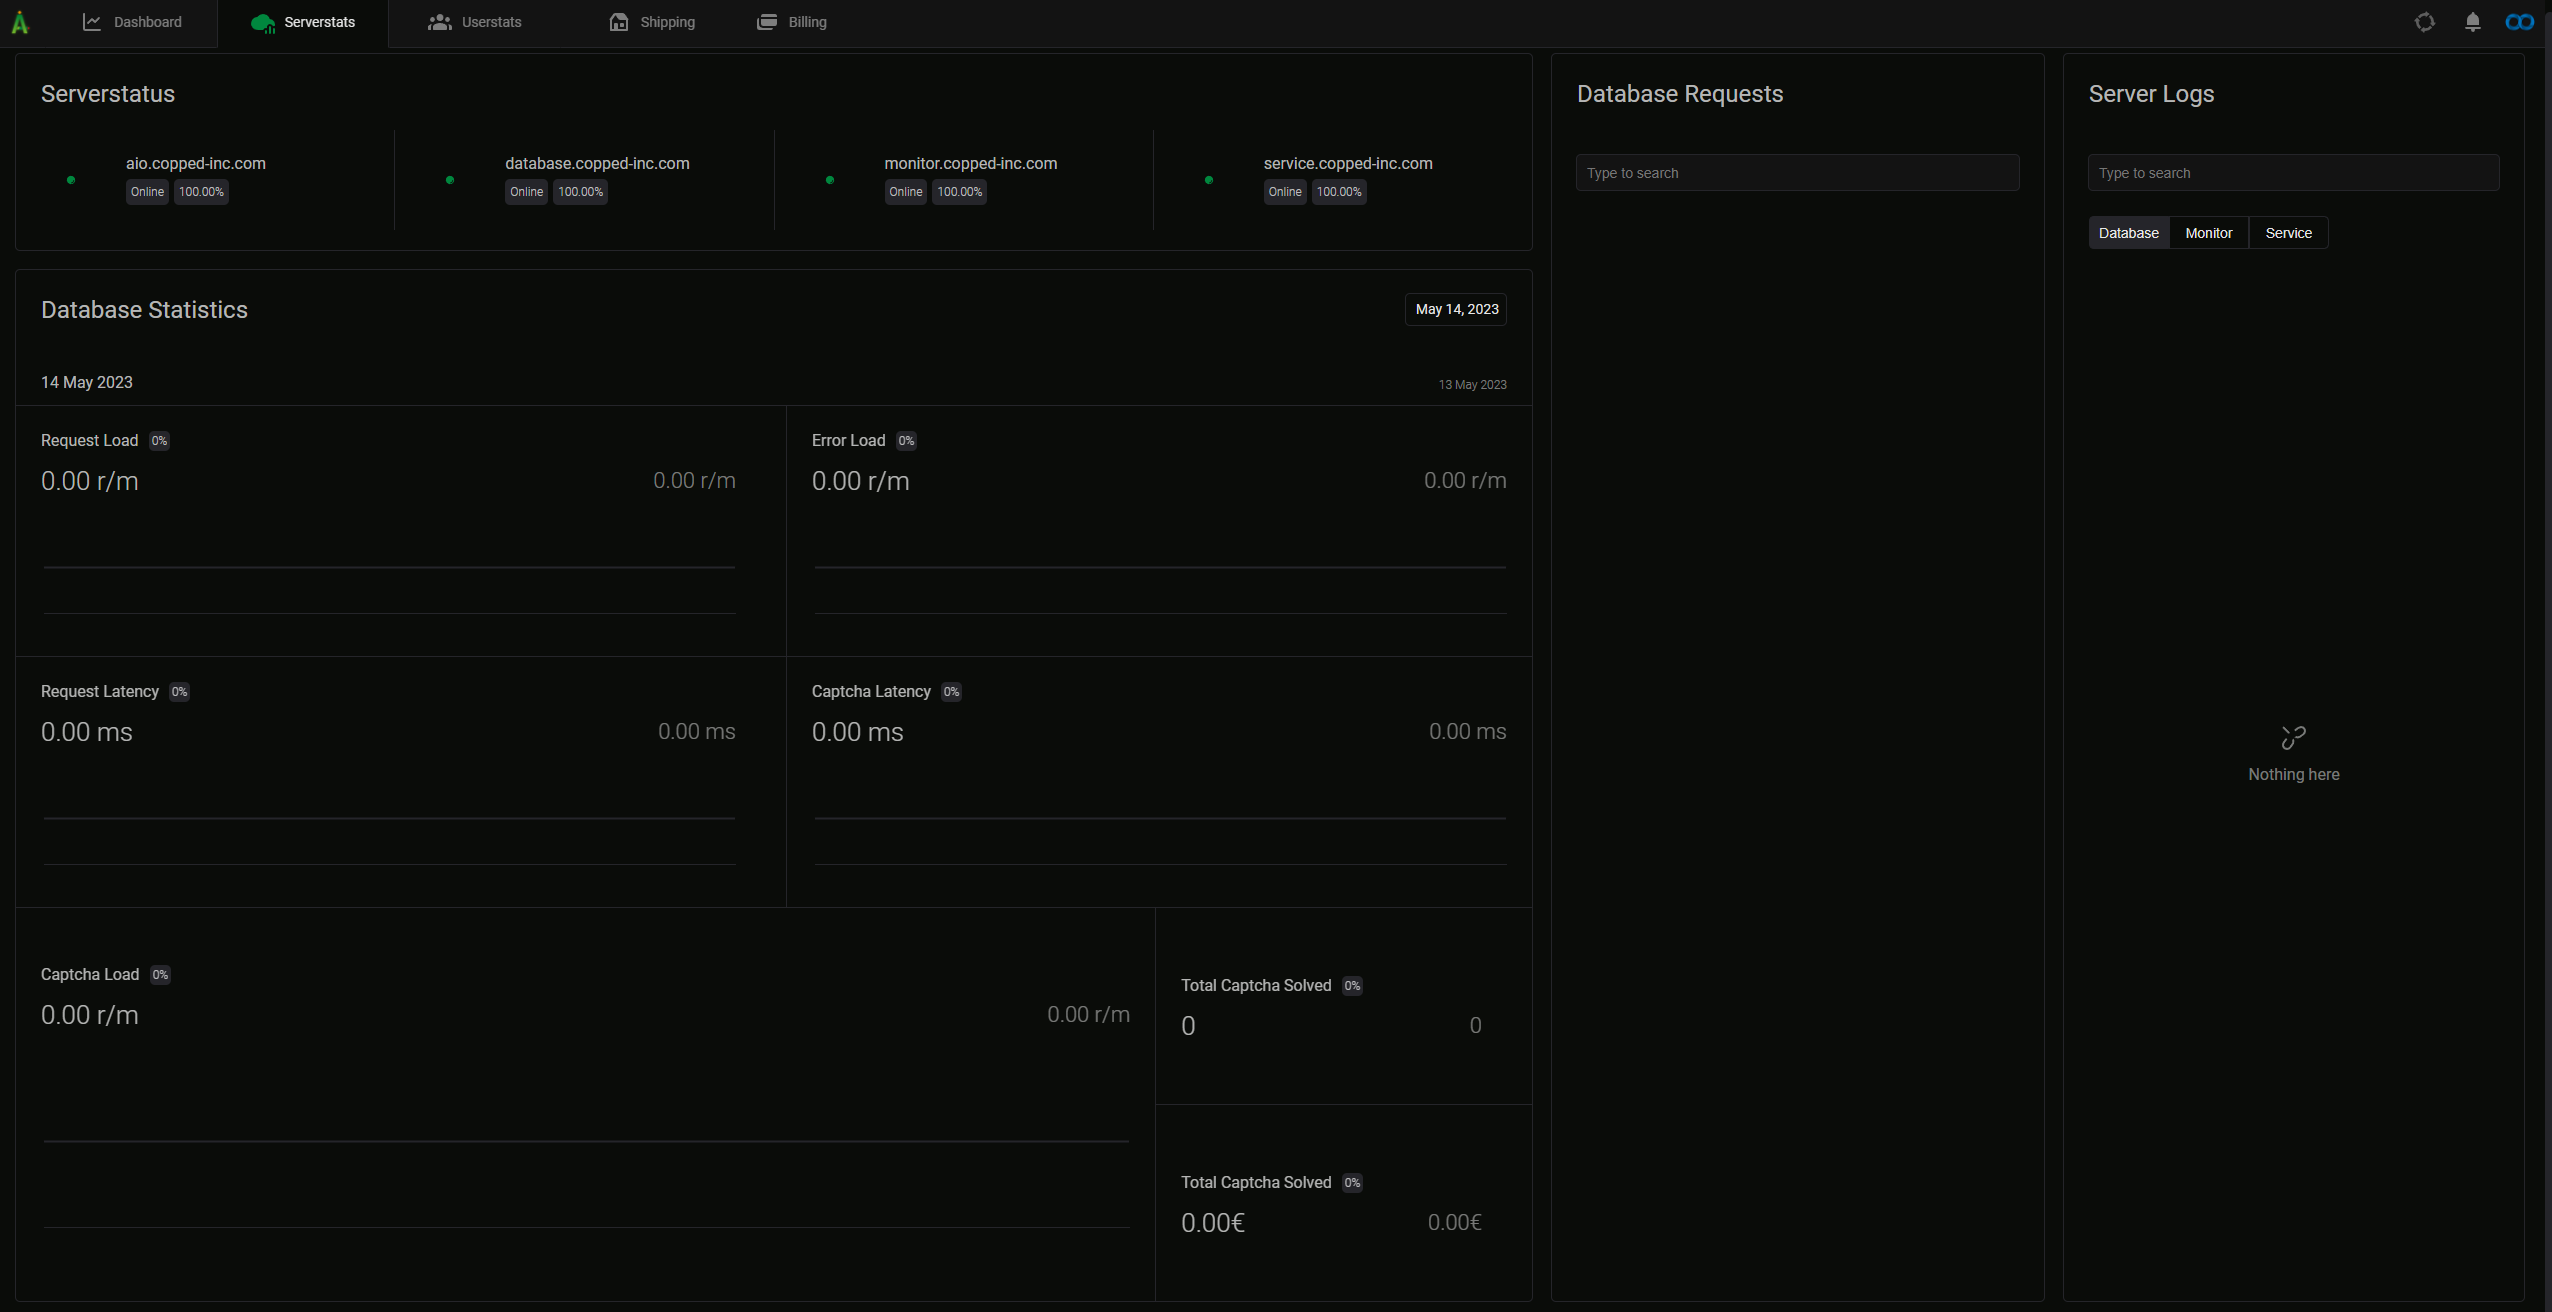 Dashboard Serverstats Userstats Shipping Billing
Serverstatus
aio.copped-inc.com
Online 100.00%
database.copped-inc.com
Online 100.00%
monitor.copped-inc.com
Online 100.00%
service.copped-inc.com
Online 100.00%
Database Statistics
May 14, 2023
14 May 2023
13 May 2023
Request Load 0%
0.00 r/m 0.00 r/m
Error Load 0%
0.00 r/m 0.00 r/m
Request Latency 0%
0.00 ms 0.00 ms
Captcha Latency 0%
0.00 ms 0.00 ms
Captcha Load 0%
0.00 r/m 0.00 r/m
Total Captcha Solved 0%
0 0
Total Captcha Solved 0%
0.00€ 0.00€
Database Requests
Type to search
Server Logs
Type to search
Database Monitor Service
Nothing here